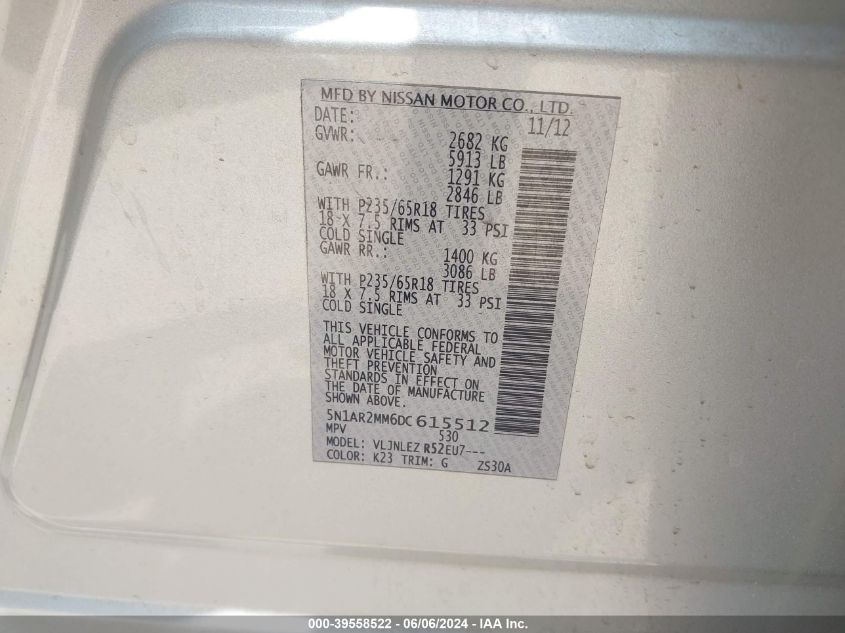 MFD BY NISSAN MOTOR CO., LTD.
DATE: 11/12
GVWR: 2682 KG
5913 LB
GAWR FR.: 1291 KG
2846 LB
WITH P235/65R18 TIRES
18 X 7.5 RIMS AT 33 PSI
COLD SINGLE
GAWR RR.: 1400 KG
3086 LB
WITH P235/65R18 TIRES
18 X 7.5 RIMS AT 33 PSI
COLD SINGLE
THIS VEHICLE CONFORMS TO
ALL APPLICABLE FEDERAL
MOTOR VEHICLE SAFETY AND
THEFT PREVENTION
STANDARDS IN EFFECT ON
THE DATE OF MANUFACTURE
SHOWN ABOVE.
5N1AR2MM6DC615512
MPV 530
MODEL: VLJNLEZ R52EU7---
COLOR: K23 TRIM: G ZS30A
000-39558522 - 06/06/2024 - IAA Inc.